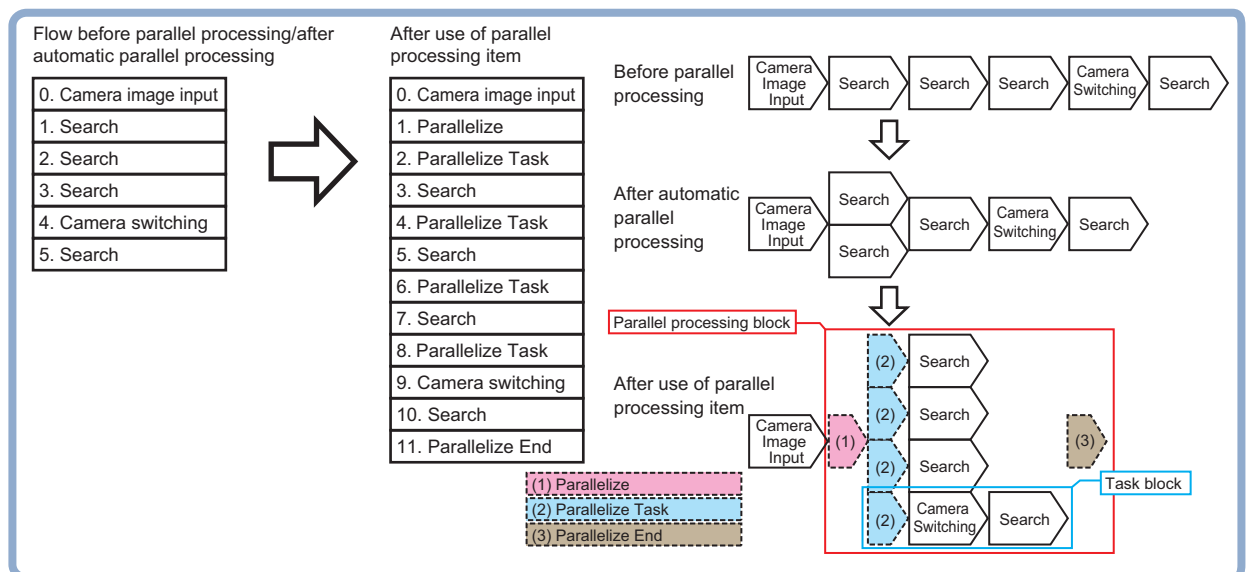 Flow before parallel processing/after
automatic parallel processing
0. Camera image input
1. Search
2. Search
3. Search
4. Camera switching
5. Search
After use of parallel
processing item
0. Camera image input
1. Parallelize
2. Parallelize Task
3. Search
4. Parallelize Task
5. Search
6. Parallelize Task
7. Search
8. Parallelize Task
9. Camera switching
10. Search
11. Parallelize End
(1) Parallelize
(2) Parallelize Task
(3) Parallelize End
Before parallel
processing
Camera
Image
Input
Search
Search
Search
Camera
Switching
Search
After automatic
parallel
processing
Camera
Image
Input
Search
Search
Search
Camera
Switching
Search
Parallel processing block
After use of parallel
processing item
Camera
Image
Input
(1)
(2)
Search
(2)
Search
(2)
Search
(2)
Camera
Switching
Search
(3)
Task block